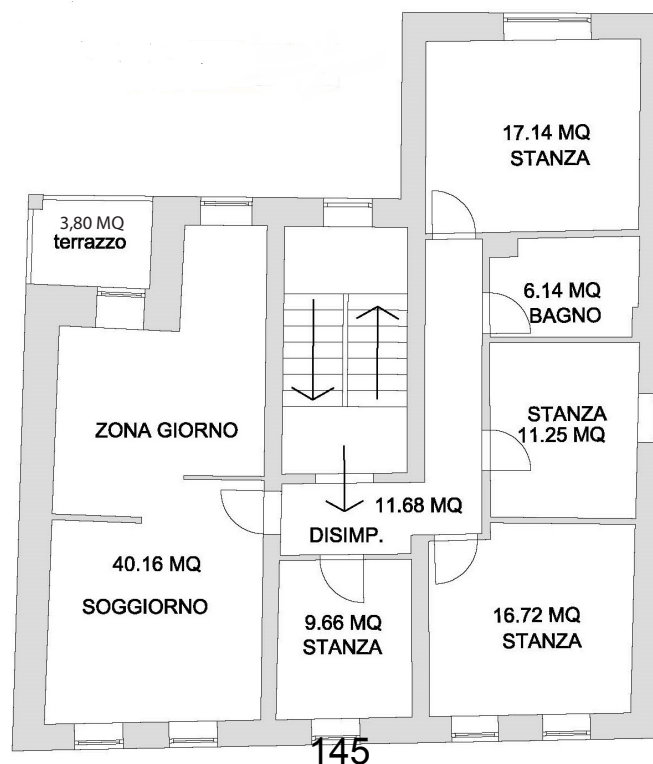 17.14 MQ
STANZA
3,80 MQ
terrazzo
6.14 MQ
BAGNO
ZONA GIORNO
STANZA
11.25 MQ
11.68 MQ
DISIMP.
40.16 MQ
SOGGIORNO
9.66 MQ
STANZA
16.72 MQ
STANZA
145